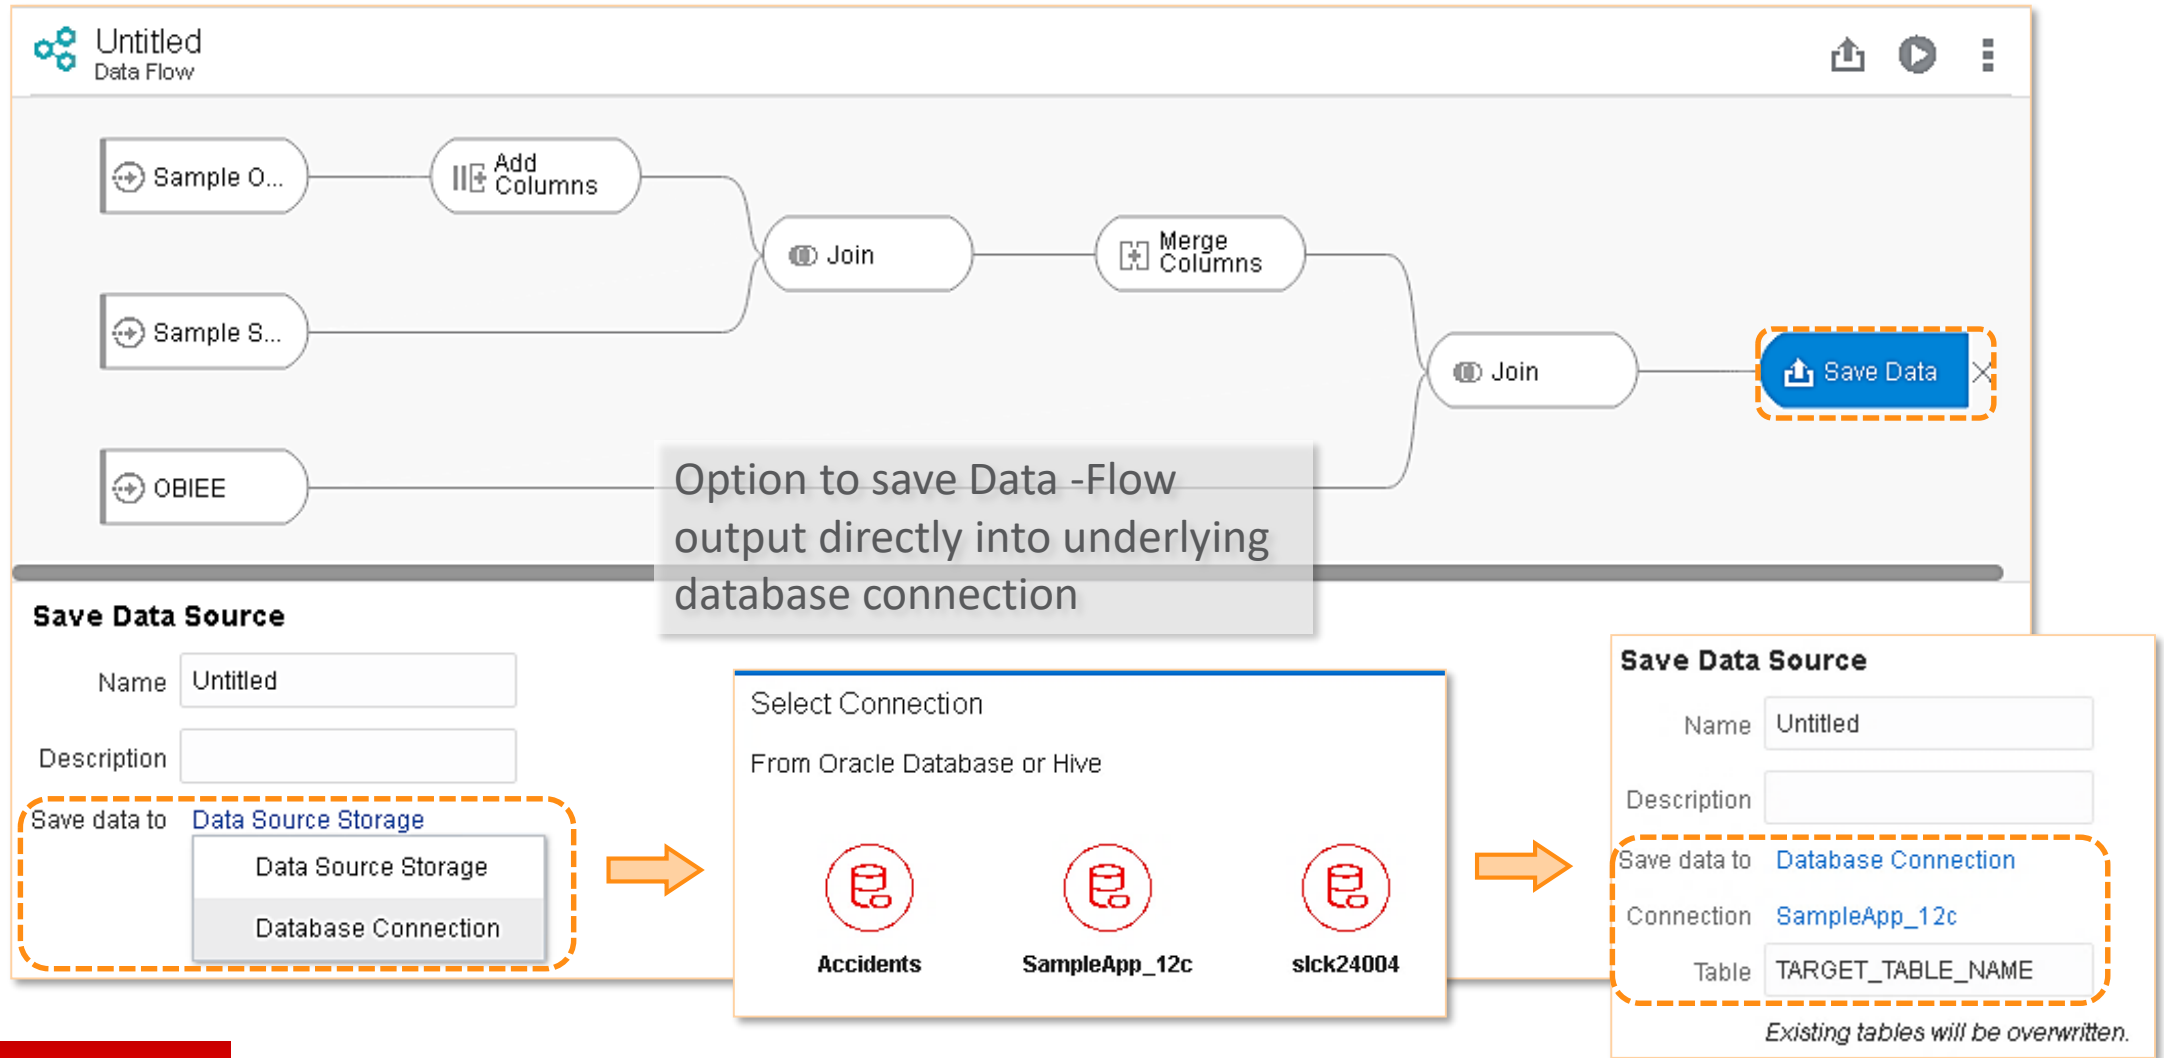 Untitled
Data Flow
Sample O...
Add
Columns
Join
Merge
Columns
Sample S...
Join
Save Data
OBIEE
Option to save Data -Flow
output directly into underlying
database connection
Save Data Source
Name Untitled
Description
Save data to Data Source Storage
Data Source Storage
Database Connection
Select Connection
From Oracle Database or Hive
Accidents SampleApp_12c slck24004
Save Data Source
Name Untitled
Description
Save data to Database Connection
Connection SampleApp_12c
Table TARGET_TABLE_NAME
Existing tables will be overwritten.